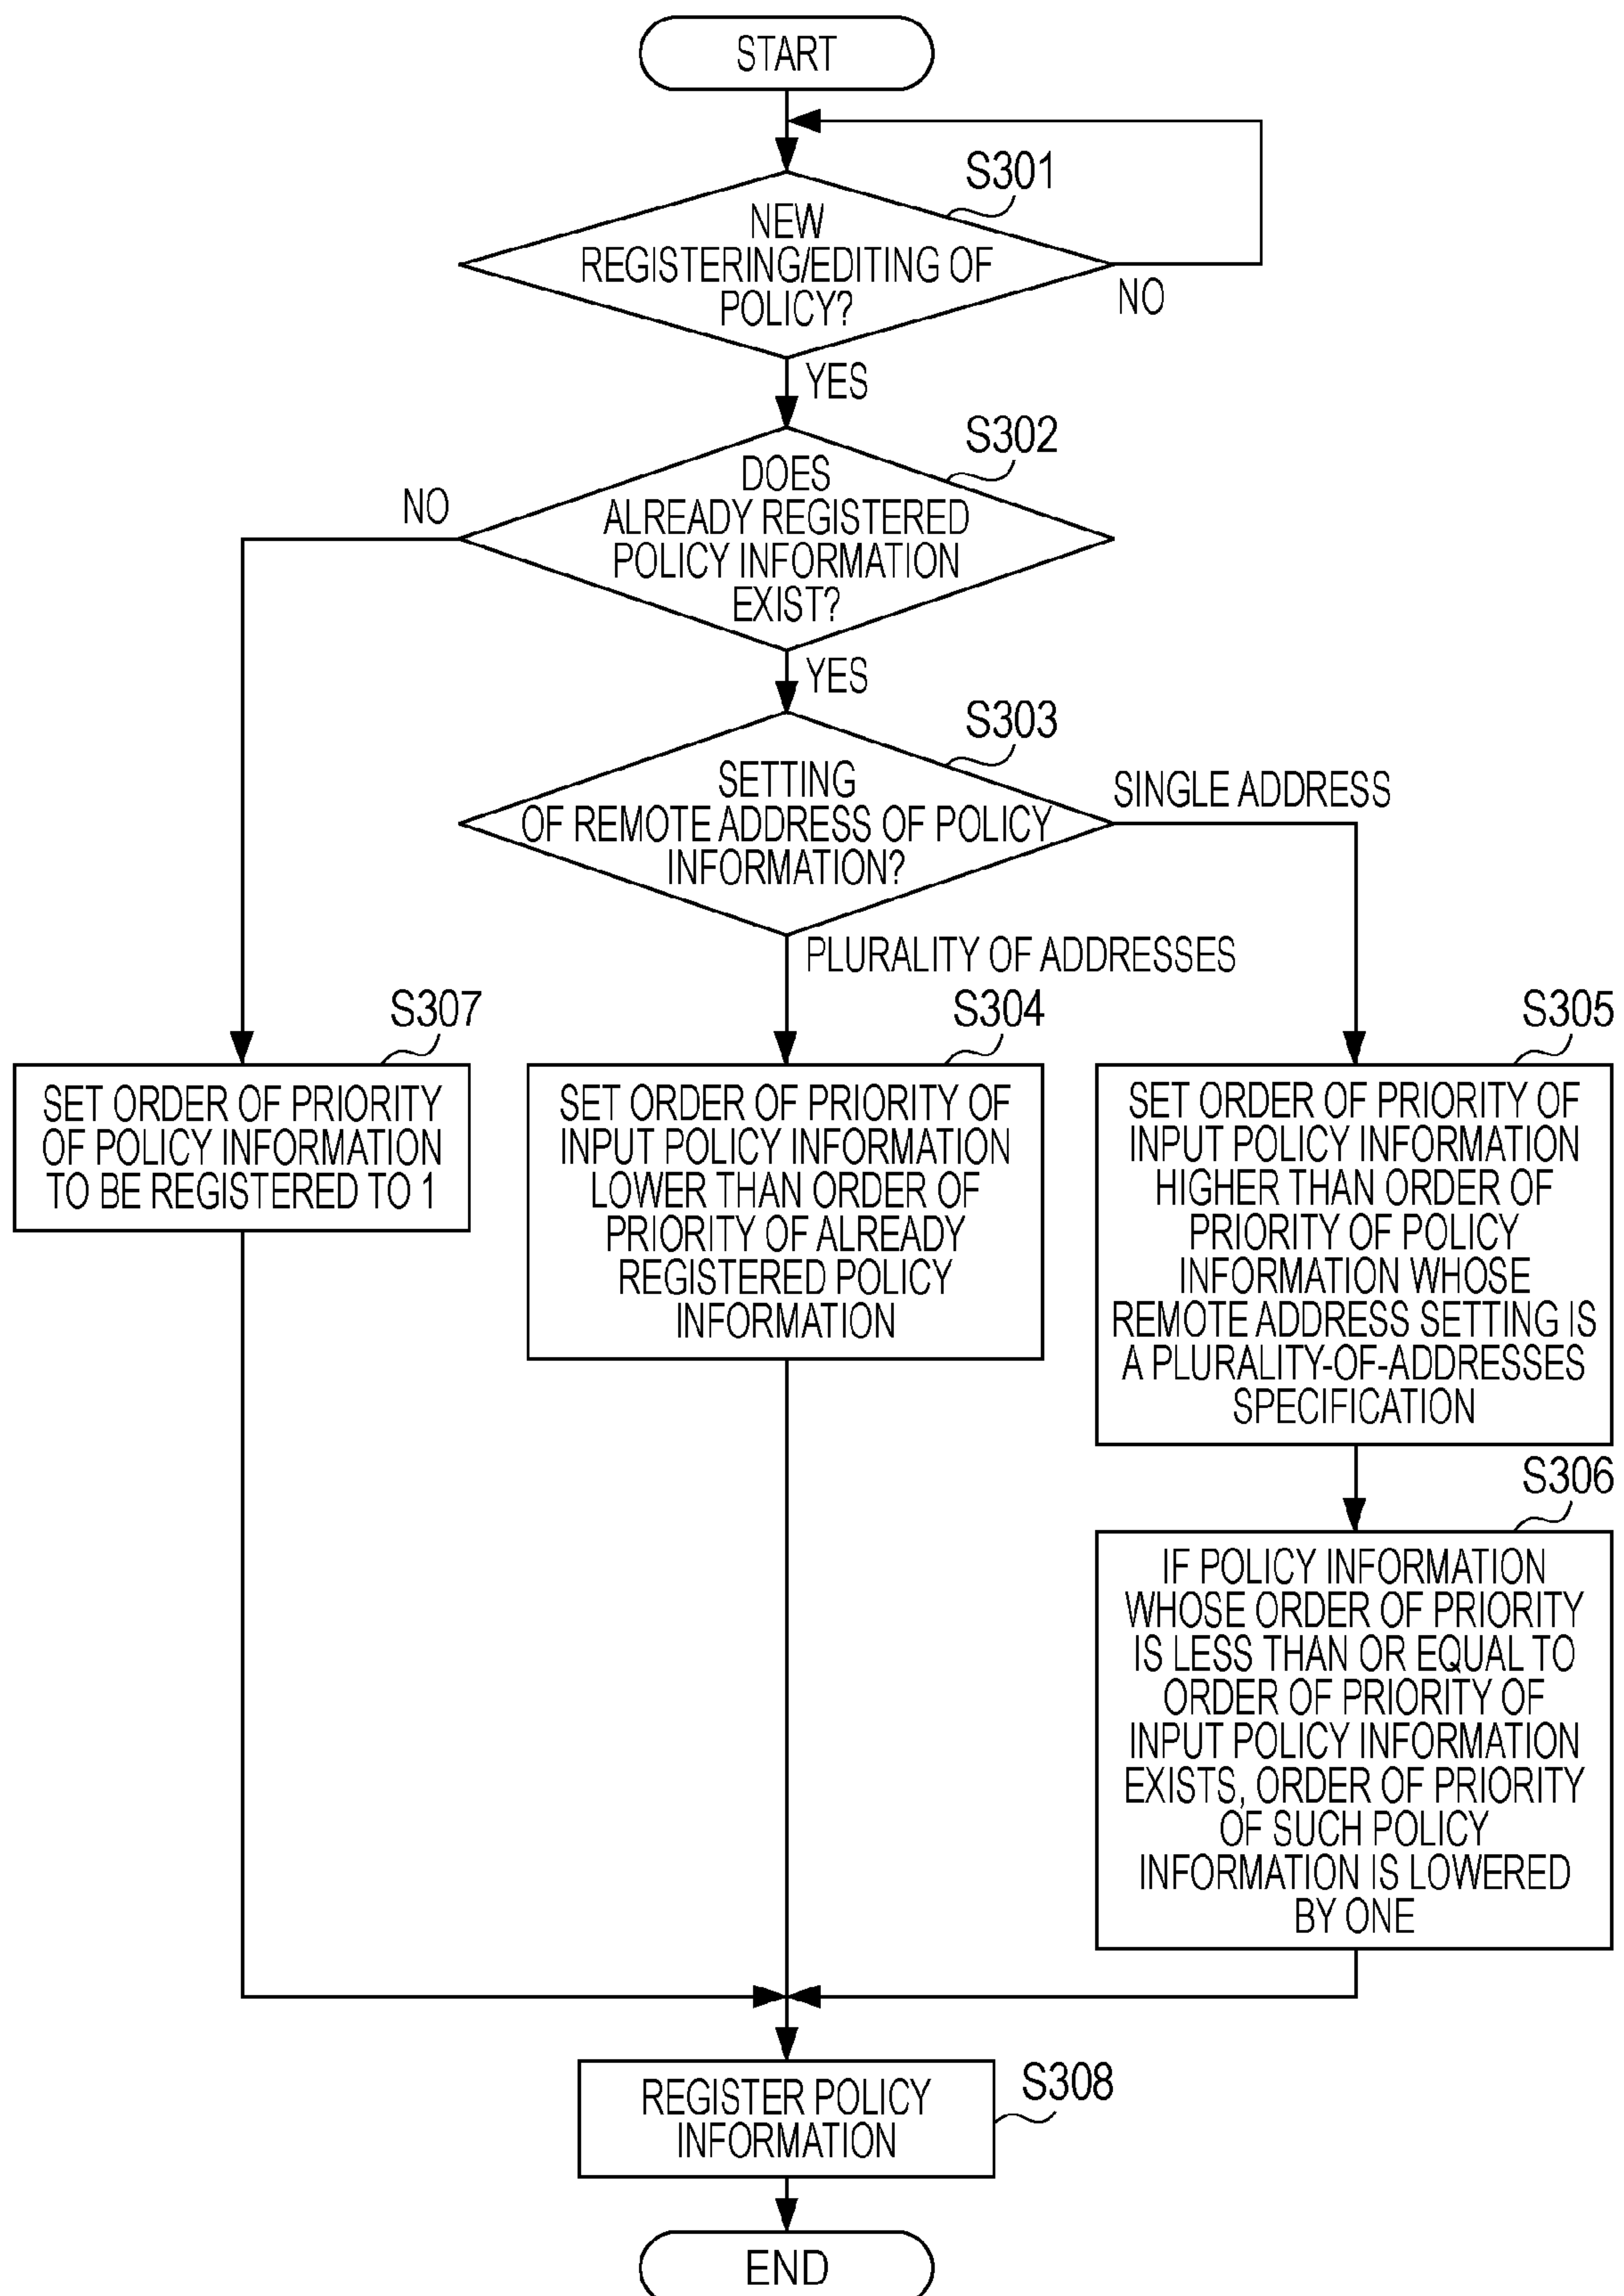 START
S301
NEW
REGISTERING/EDITING OF
POLICY?
NO
YES
S302
DOES
ALREADY REGISTERED
POLICY INFORMATION
EXIST?
NO
YES
S303
SETTING
OF REMOTE ADDRESS OF POLICY
INFORMATION?
SINGLE ADDRESS
PLURALITY OF ADDRESSES
S307
SET ORDER OF PRIORITY
OF POLICY INFORMATION
TO BE REGISTERED TO 1
S304
SET ORDER OF PRIORITY OF
INPUT POLICY INFORMATION
LOWER THAN ORDER OF
PRIORITY OF ALREADY
REGISTERED POLICY
INFORMATION
S305
SET ORDER OF PRIORITY OF
INPUT POLICY INFORMATION
HIGHER THAN ORDER OF
PRIORITY OF POLICY
INFORMATION WHOSE
REMOTE ADDRESS SETTING IS
A PLURALITY-OF-ADDRESSES
SPECIFICATION
S306
IF POLICY INFORMATION
WHOSE ORDER OF PRIORITY
IS LESS THAN OR EQUAL TO
ORDER OF PRIORITY OF
INPUT POLICY INFORMATION
EXISTS, ORDER OF PRIORITY
OF SUCH POLICY
INFORMATION IS LOWERED
BY ONE
REGISTER POLICY
INFORMATION
S308
END